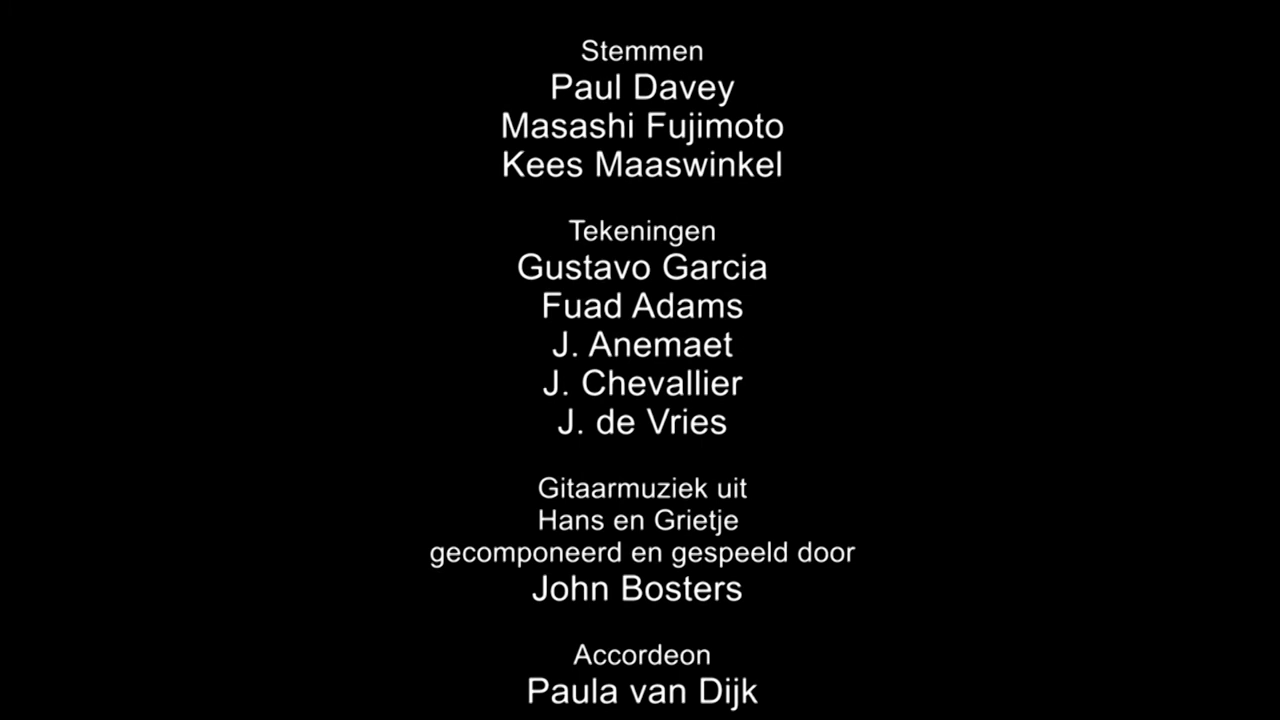 Stemmen
Paul Davey
Masashi Fujimoto
Kees Maaswinkel
Tekeningen
Gustavo Garcia
Fuad Adams
J. Anemaet
J. Chevallier
J. de Vries
Gitaarmuziek uit
Hans en Grietje
gecomponeerd en gespeeld door
John Bosters
Accordeon
Paula van Dijk